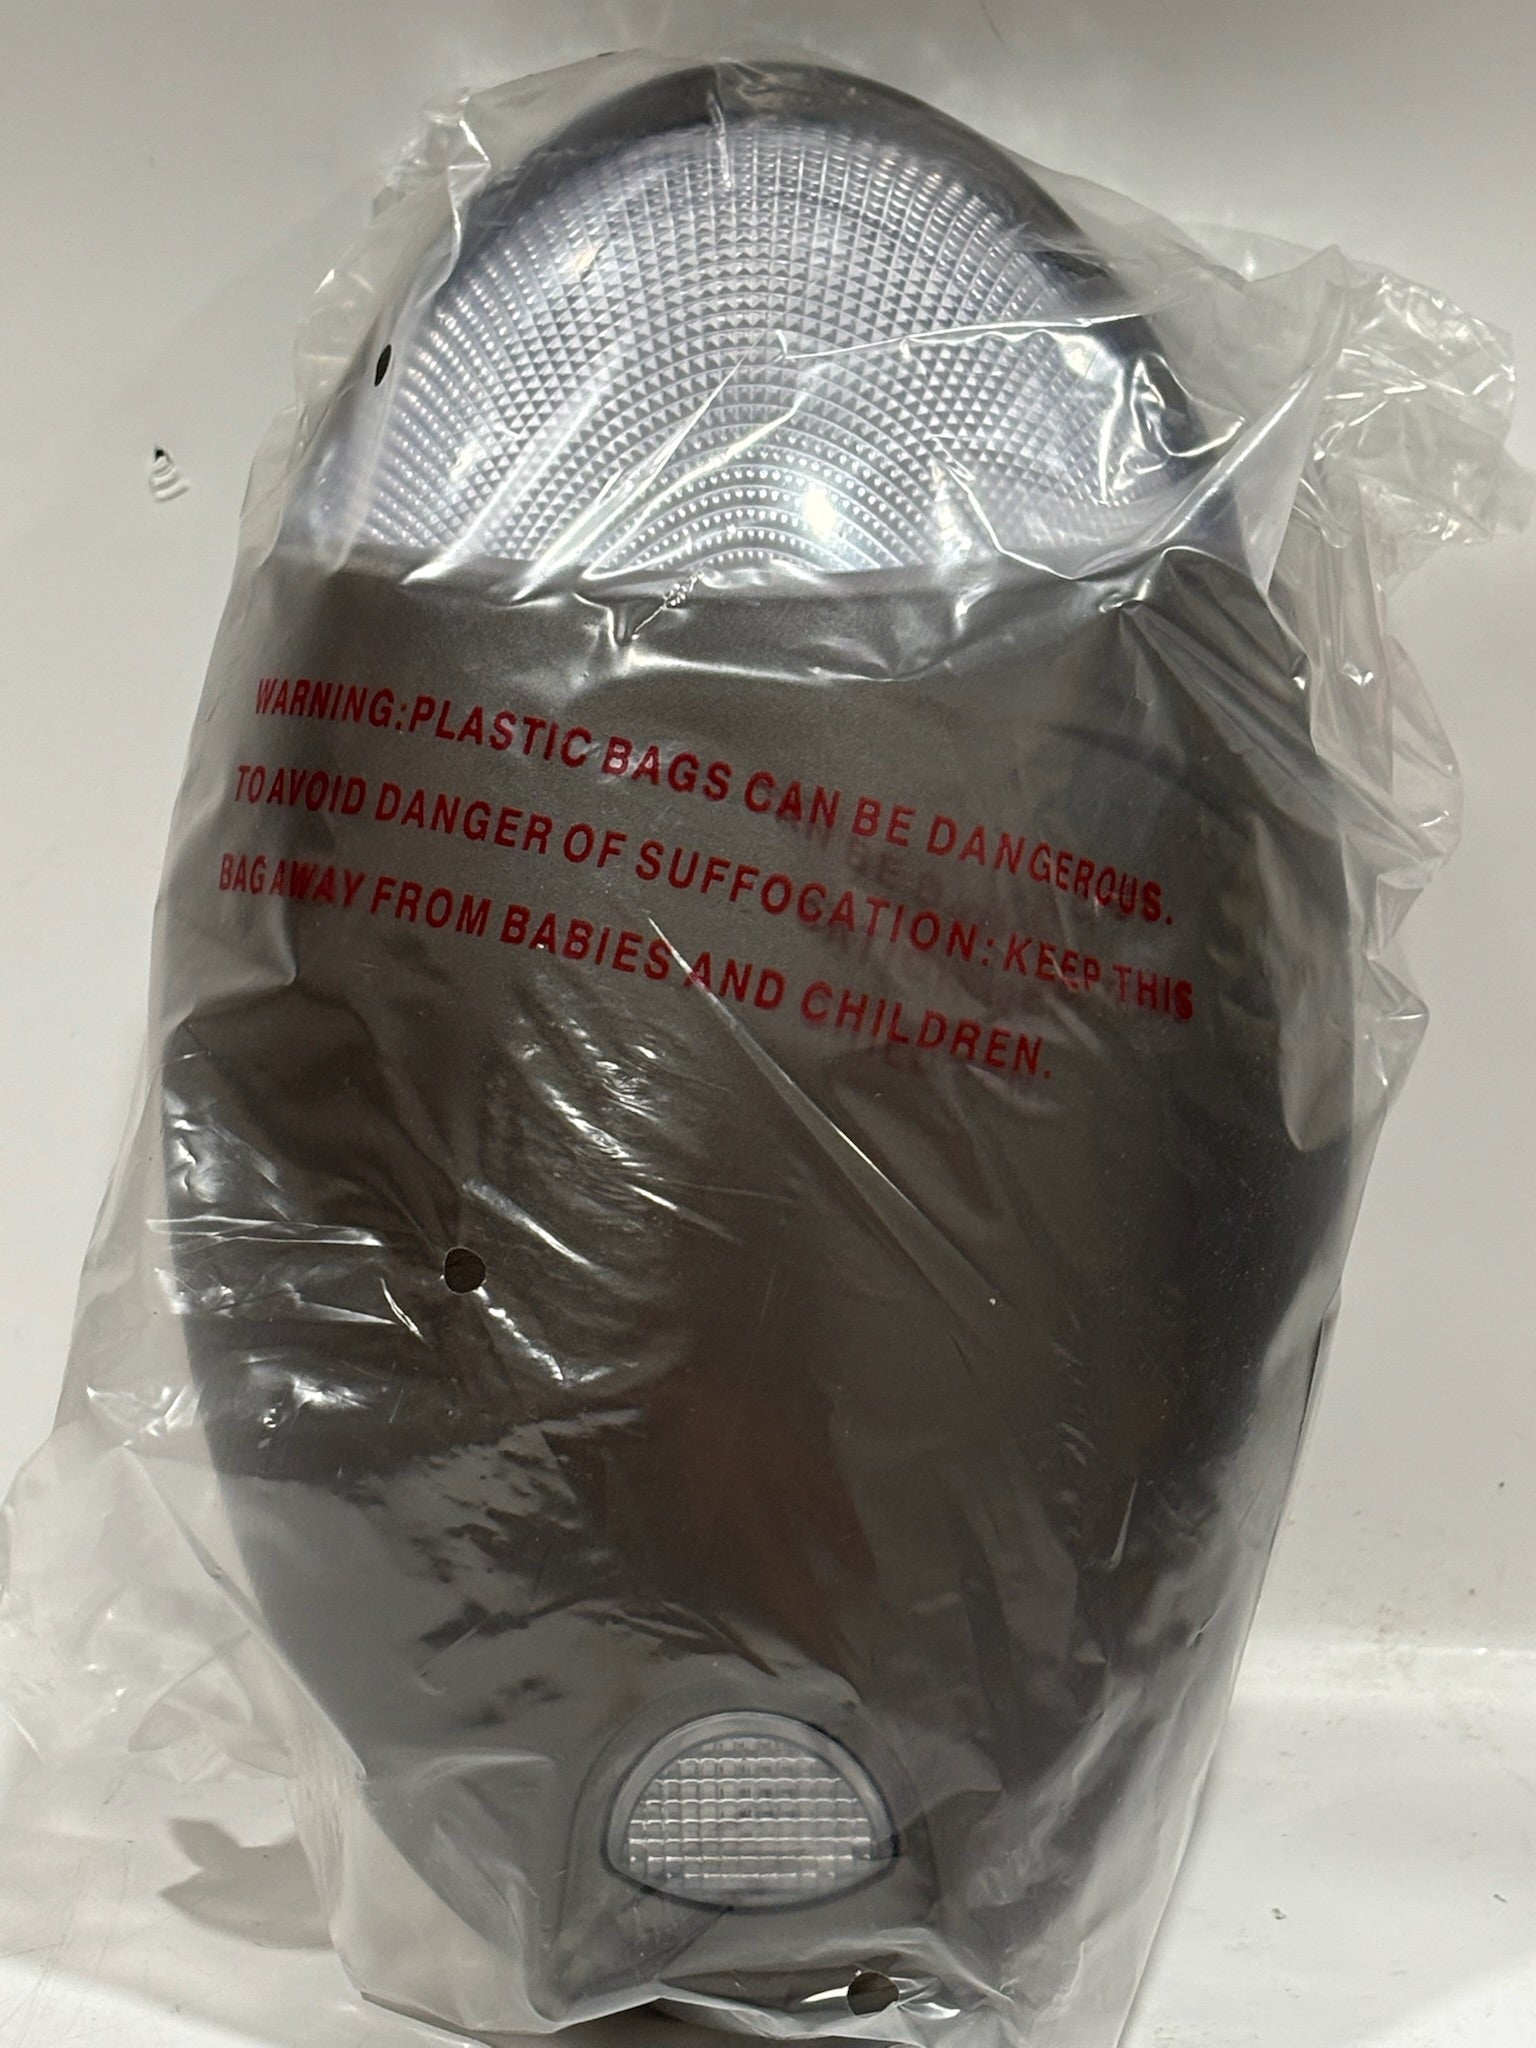 WARNING:PLASTIC BAGS CAN BE DANGEROUS.
TO AVOID DANGER OF SUFFOCATION: KEEP THIS
BAG AWAY FROM BABIES AND CHILDREN.